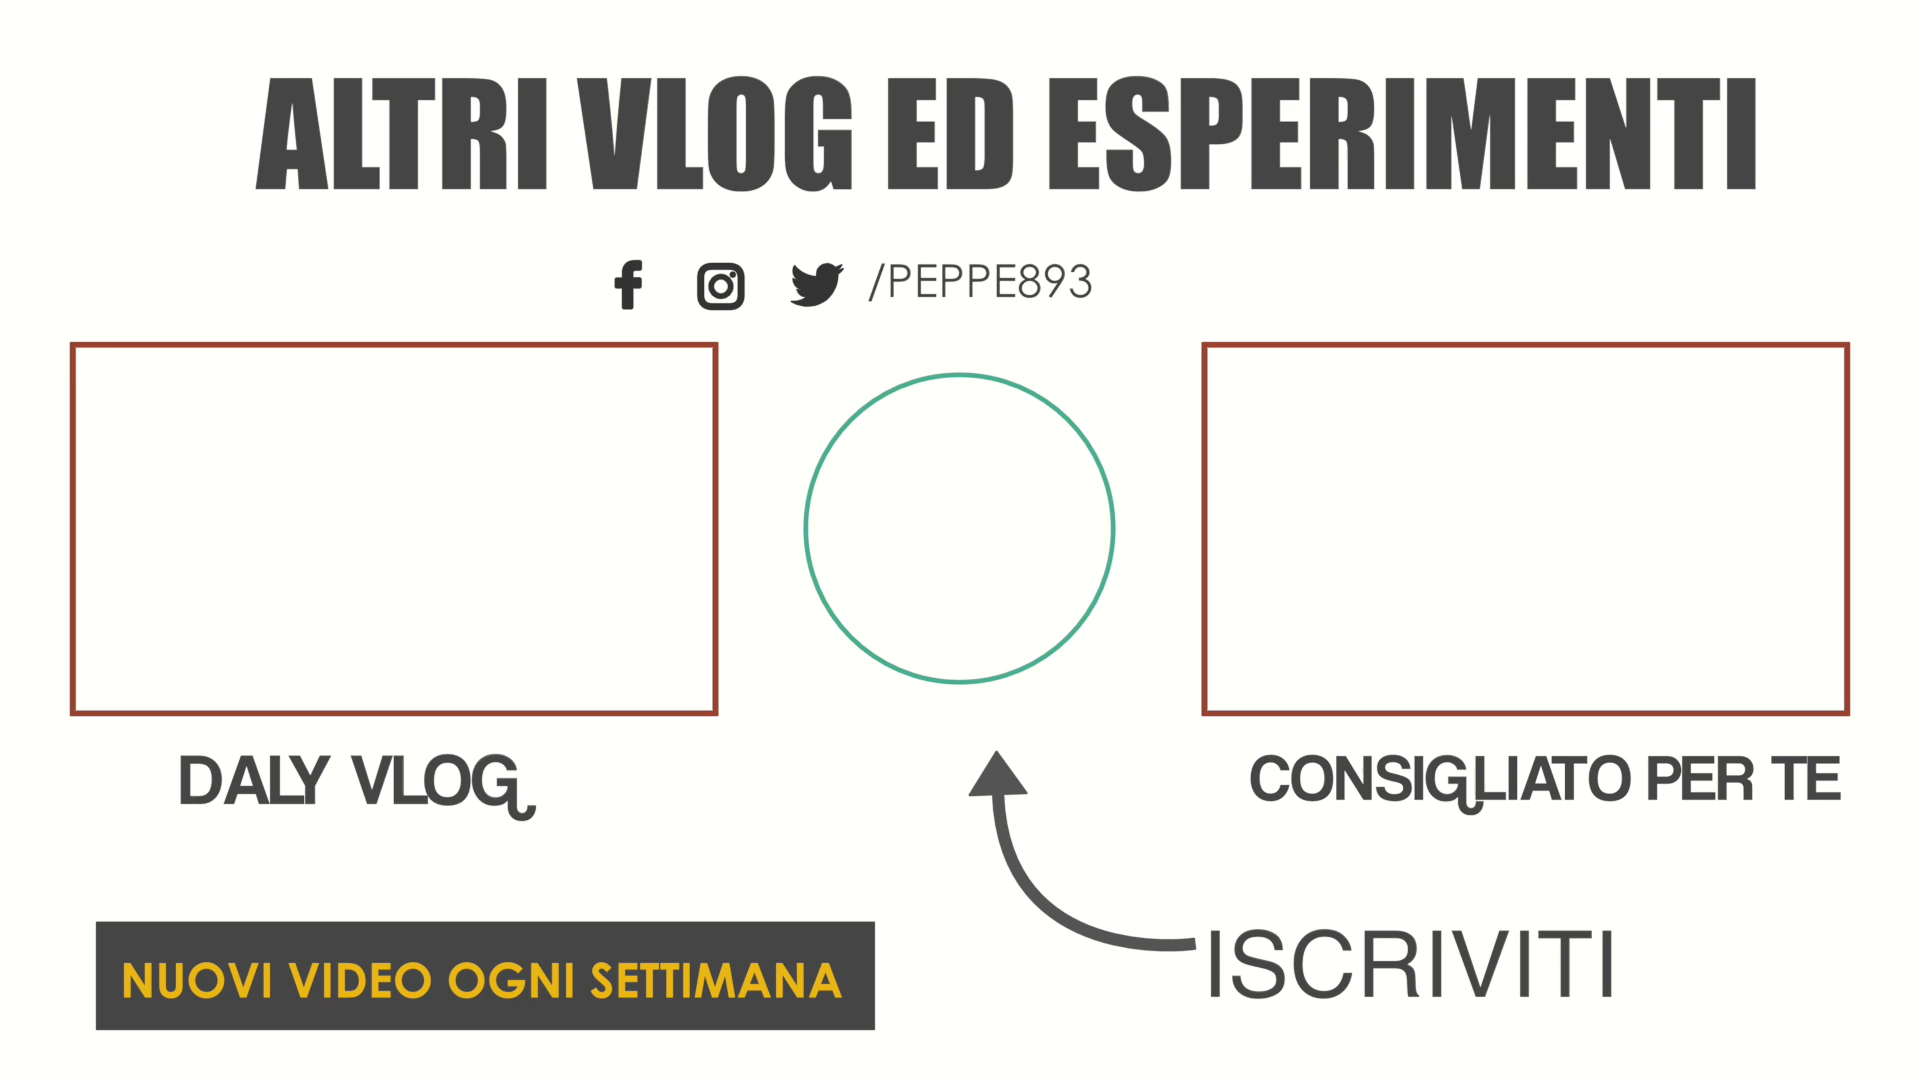 ALTRI VLOG ED ESPERIMENTI
/PEPPE893
DALY VLOG
CONSIGLIATO PER TE
ISCRIVITI
NUOVI VIDEO OGNI SETTIMANA